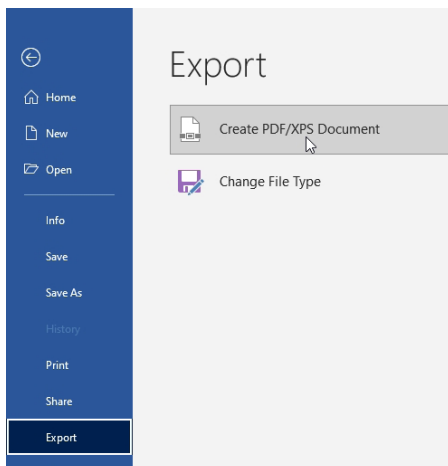 Export
Home
New
Open
Info
Save
Save As
History
Print
Share
Export
Create PDF/XPS Document
Change File Type